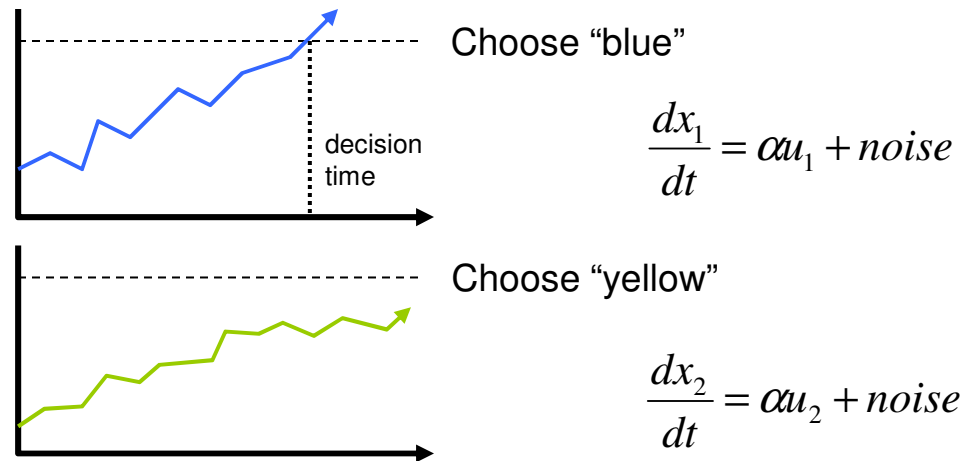 Choose “blue”
decision
time
dx₁/dt = αu₁ + noise
Choose “yellow”
dx₂/dt = αu₂ + noise